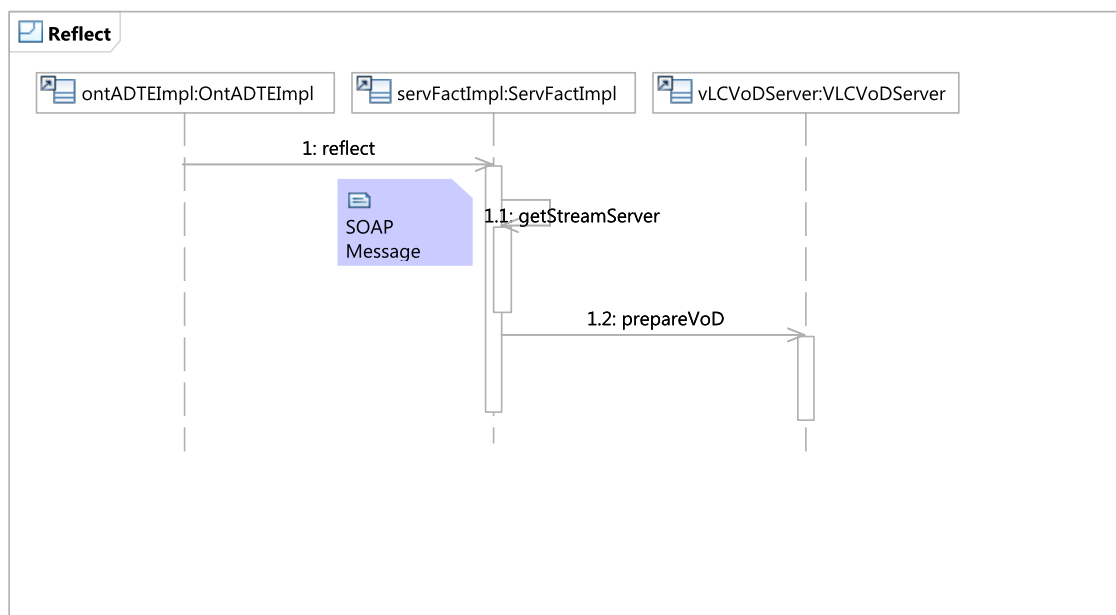 Reflect
ontADTEImpl:OntADTEImpl
servFactImpl:ServFactImpl
vLCVoDServer:VLCVoDServer
1: reflect
SOAP
Message
1.1: getStreamServer
1.2: prepareVoD